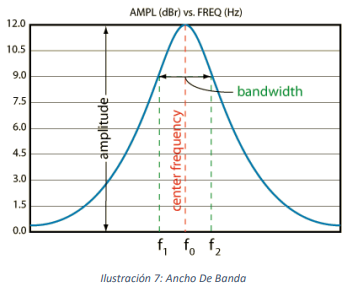 AMPL (dBr) vs. FREQ (Hz)
12.0
10.5
9.0
7.5
6.0
4.5
3.0
1.5
0.0
amplitude
center frequency
bandwidth
f1 f0 f2
Ilustración 7: Ancho De Banda